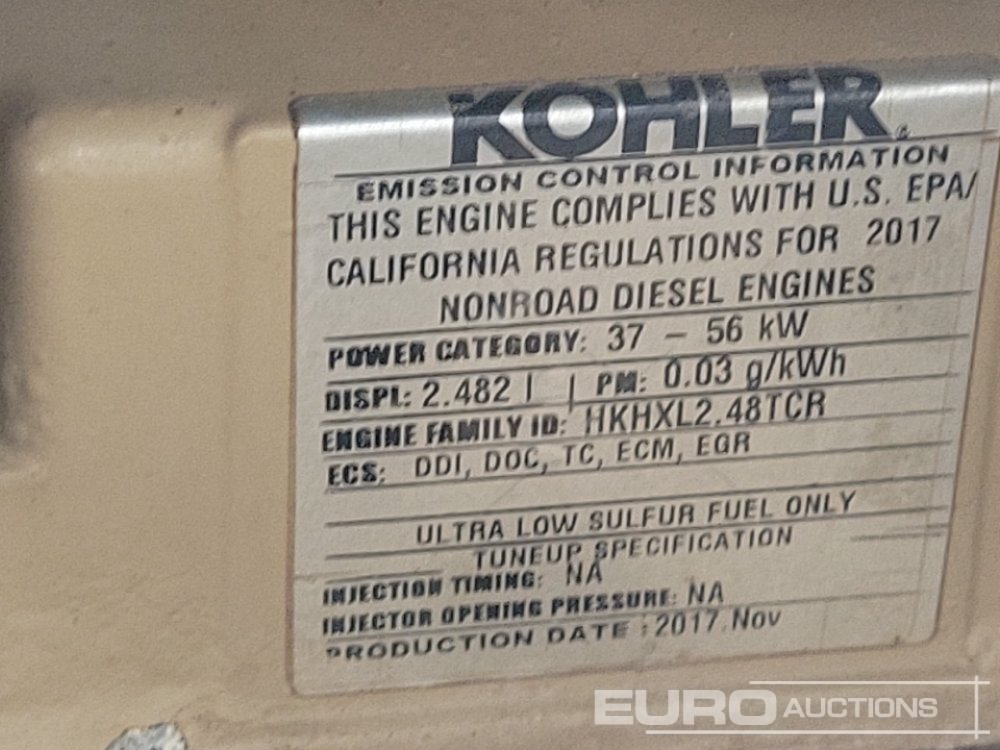 KOHLER
EMISSION CONTROL INFORMATION
THIS ENGINE COMPLIES WITH U.S. EPA/
CALIFORNIA REGULATIONS FOR 2017
NONROAD DIESEL ENGINES
POWER CATEGORY: 37 - 56 kW
DISPL: 2.482 l | PM: 0.03 g/kWh
ENGINE FAMILY ID: HKHXL2.48TCR
ECS: DDI, DOC, TC, ECM, EGR
ULTRA LOW SULFUR FUEL ONLY
TUNEUP SPECIFICATION
INJECTION TIMING: NA
INJECTOR OPENING PRESSURE: NA
PRODUCTION DATE : 2017.Nov
EURO AUCTIONS